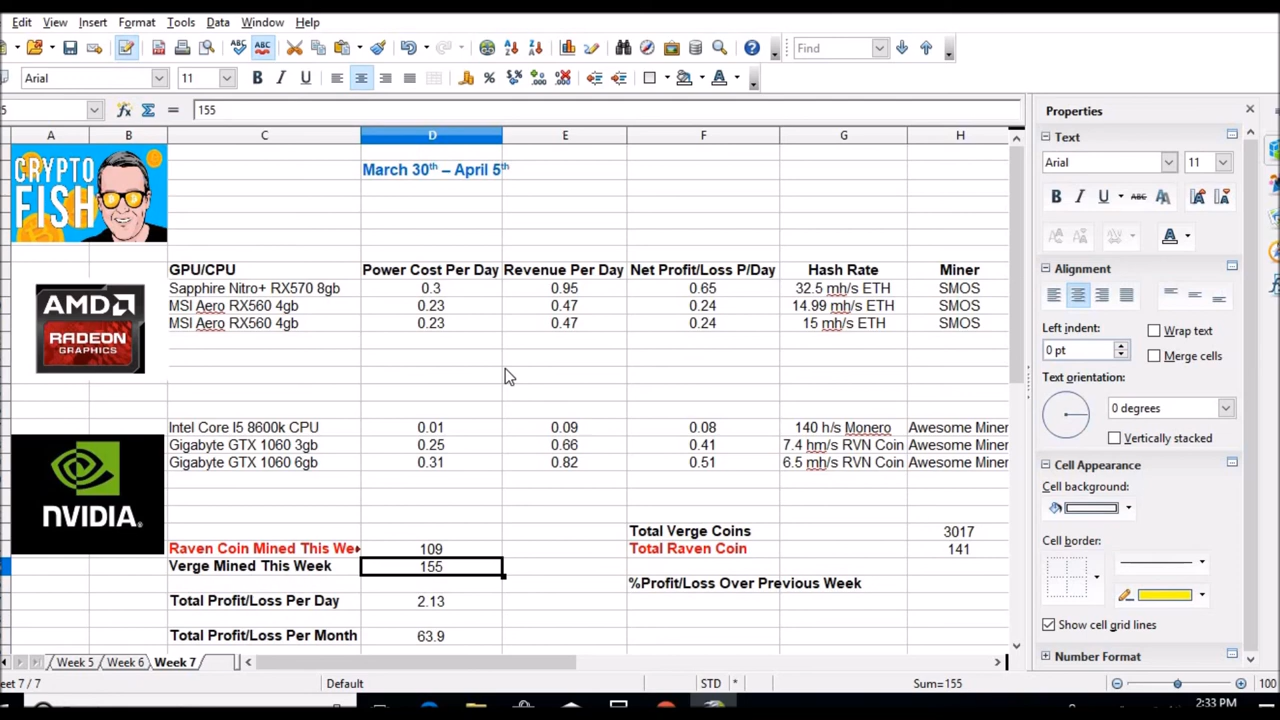 Edit View Insert Format Tools Data Window Help
Find
Arial 11
5 155
Properties
A B C D E F G H
Text
CRYPTO
FISH
March 30th – April 5th
Arial 11
Alignment
GPU/CPU Power Cost Per Day Revenue Per Day Net Profit/Loss P/Day Hash Rate Miner
Sapphire Nitro+ RX570 8gb 0.3 0.95 0.65 32.5 mh/s ETH SMOS
MSI Aero RX560 4gb 0.23 0.47 0.24 14.99 mh/s ETH SMOS
MSI Aero RX560 4gb 0.23 0.47 0.24 15 mh/s ETH SMOS
AMD
RADEON
GRAPHICS
Left indent: Wrap text
0 pt Merge cells
Text orientation:
0 degrees
Vertically stacked
Intel Core I5 8600k CPU 0.01 0.09 0.08 140 h/s Monero Awesome Miner
Gigabyte GTX 1060 3gb 0.25 0.66 0.41 7.4 hm/s RVN Coin Awesome Miner
Gigabyte GTX 1060 6gb 0.31 0.82 0.51 6.5 mh/s RVN Coin Awesome Miner
NVIDIA.
Cell Appearance
Cell background:
Total Verge Coins 3017
Raven Coin Mined This We 109 Total Raven Coin 141
Verge Mined This Week 155
%Profit/Loss Over Previous Week
Total Profit/Loss Per Day 2.13
Total Profit/Loss Per Month 63.9
Cell border:
Show cell grid lines
Number Format
Week 5 Week 6 Week 7
eet 7 / 7 Default STD * Sum=155 100
2:33 PM